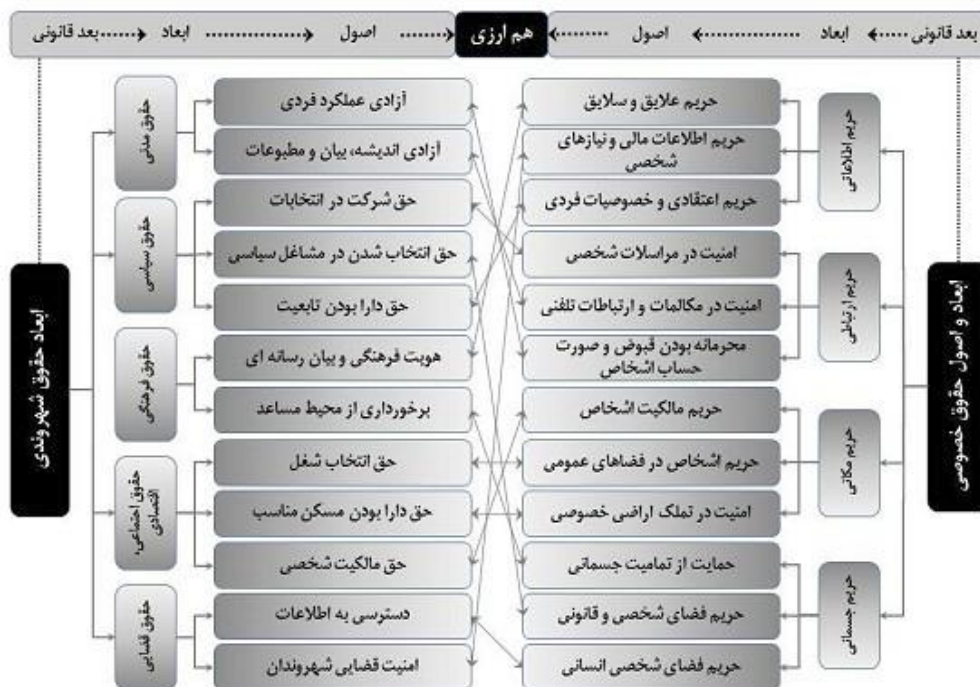 بعد قانونی
ابعاد
اصول
هم ارزی
اصول
ابعاد
بعد قانونی
ابعاد و اصول حقوق خصوصی
حریم اطلاعاتی
حریم علایق و سلایق
حریم اطلاعات مالی و نیازهای
شخصی
حریم اعتقادی و خصوصیات فردی
حریم ارتباطی
امنیت در مراسلات شخصی
امنیت در مکالمات و ارتباطات تلفنی
محرمانه بودن قبوض و صورت
حساب اشخاص
حریم مکانی
حریم مالکیت اشخاص
حریم اشخاص در فضاهای عمومی
امنیت در تملک اراضی خصوصی
حریم جسمانی
حمایت از تمامیت جسمانی
حریم فضای شخصی و قانونی
حریم فضای شخصی انسانی
آزادی عملکرد فردی
آزادی اندیشه، بیان و مطبوعات
حقوق مدنی
حق شرکت در انتخابات
حق انتخاب شدن در مشاغل سیاسی
حق دارا بودن تابعیت
حقوق سیاسی
هویت فرهنگی و بیان رسانه ای
برخورداری از محیط مساعد
حقوق فرهنگی
حق انتخاب شغل
حق دارا بودن مسکن مناسب
حق مالکیت شخصی
حقوق اجتماعی،
اقتصادی
دسترسی به اطلاعات
امنیت قضایی شهروندان
حقوق قضایی
ابعاد حقوق شهروندی